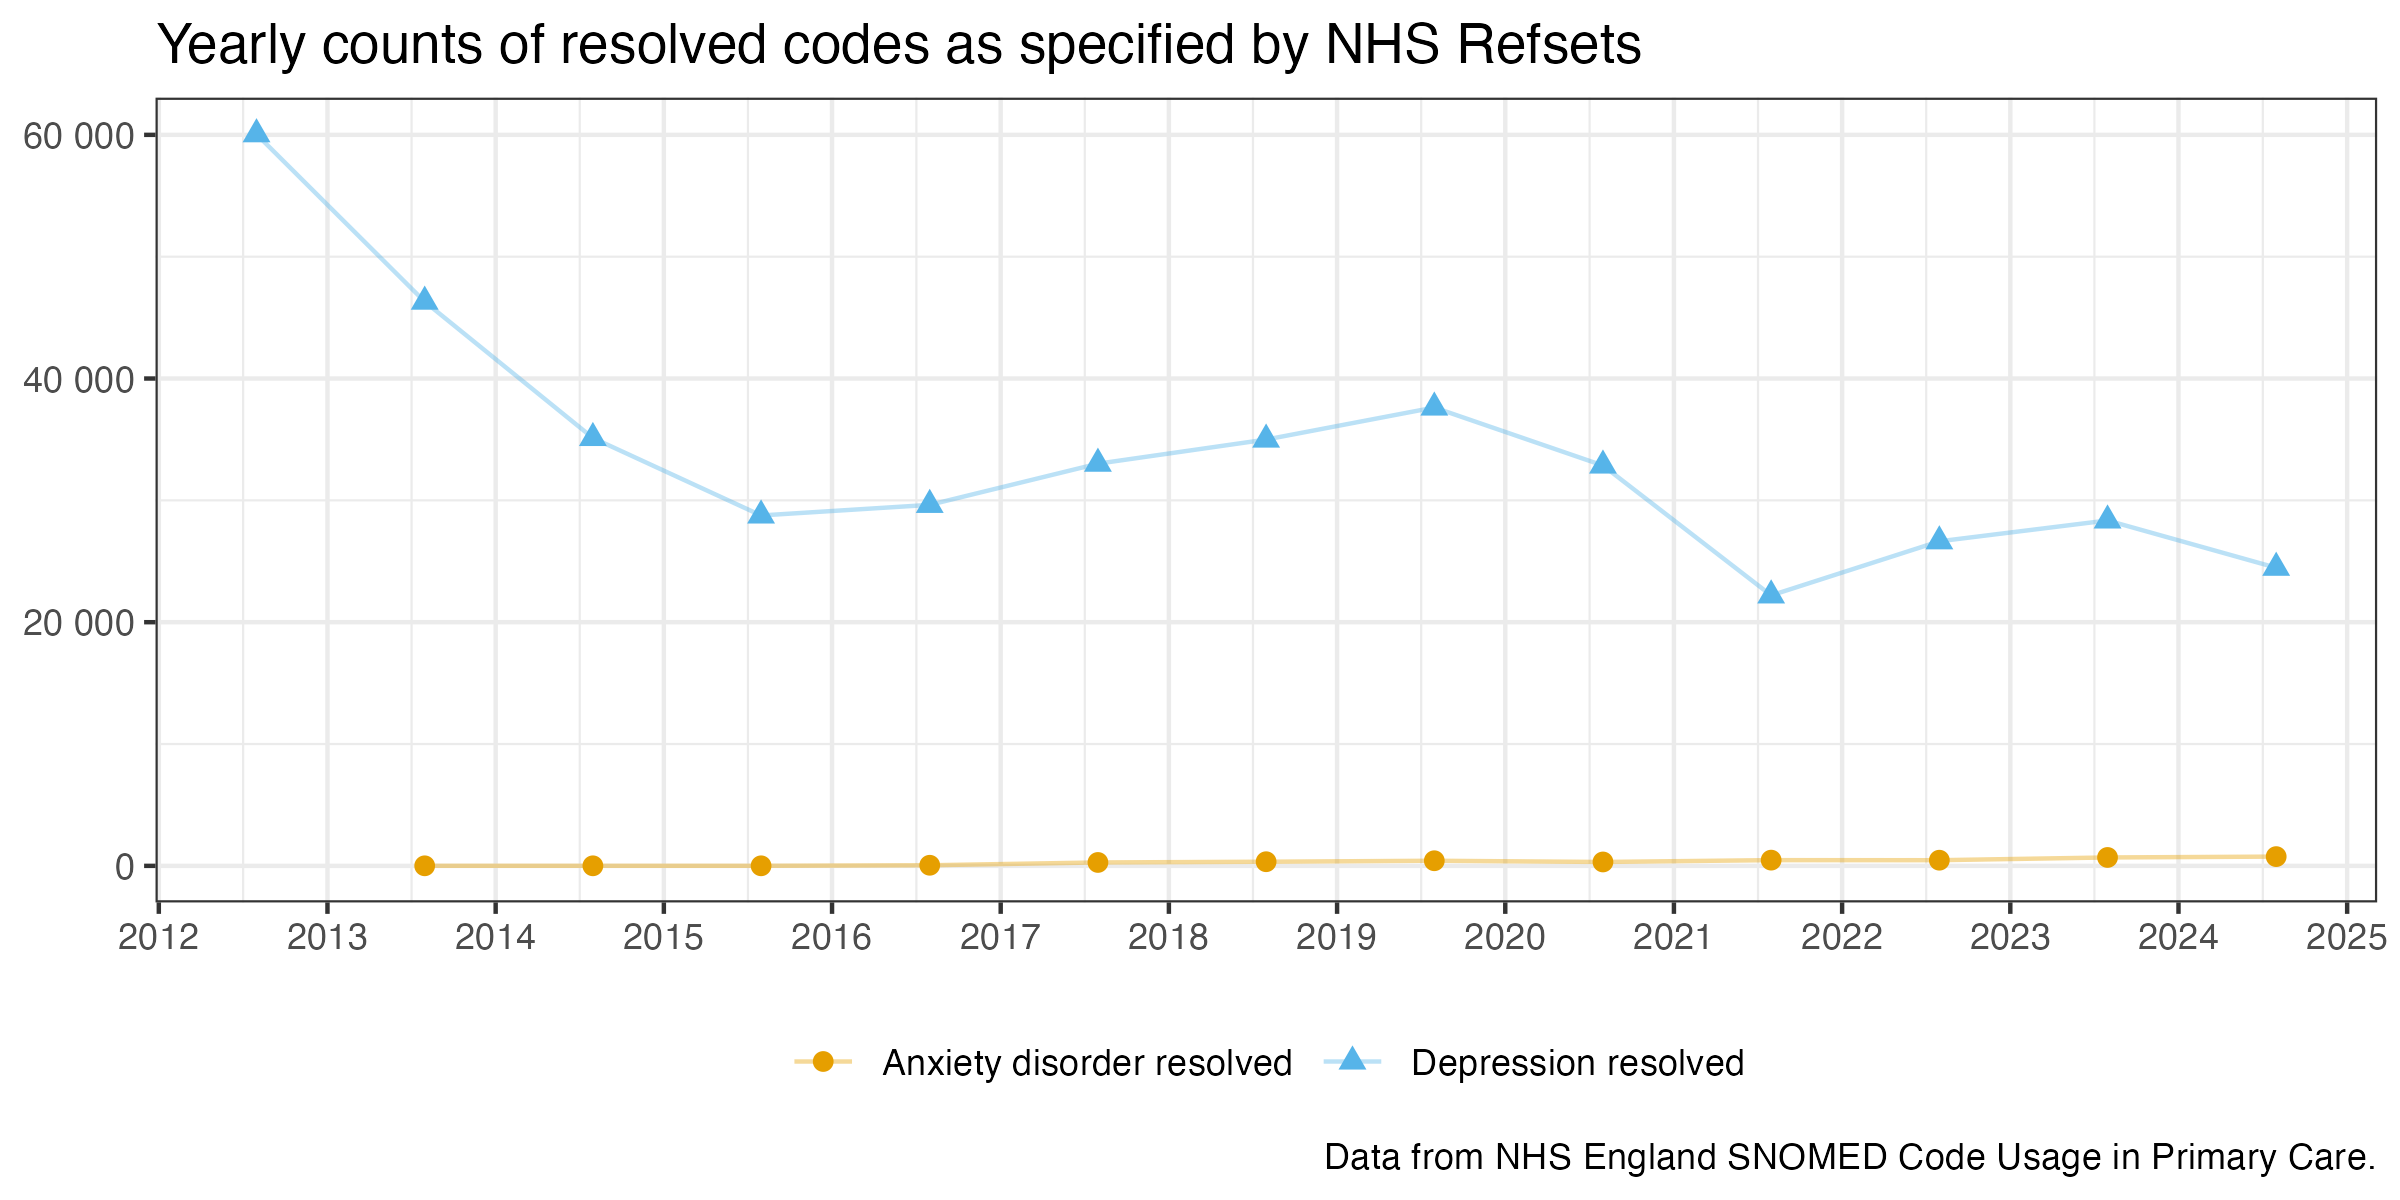 Yearly counts of resolved codes as specified by NHS Refsets
60 000
40 000
20 000
0
2012 2013 2014 2015 2016 2017 2018 2019 2020 2021 2022 2023 2024 2025
Anxiety disorder resolved Depression resolved
Data from NHS England SNOMED Code Usage in Primary Care.